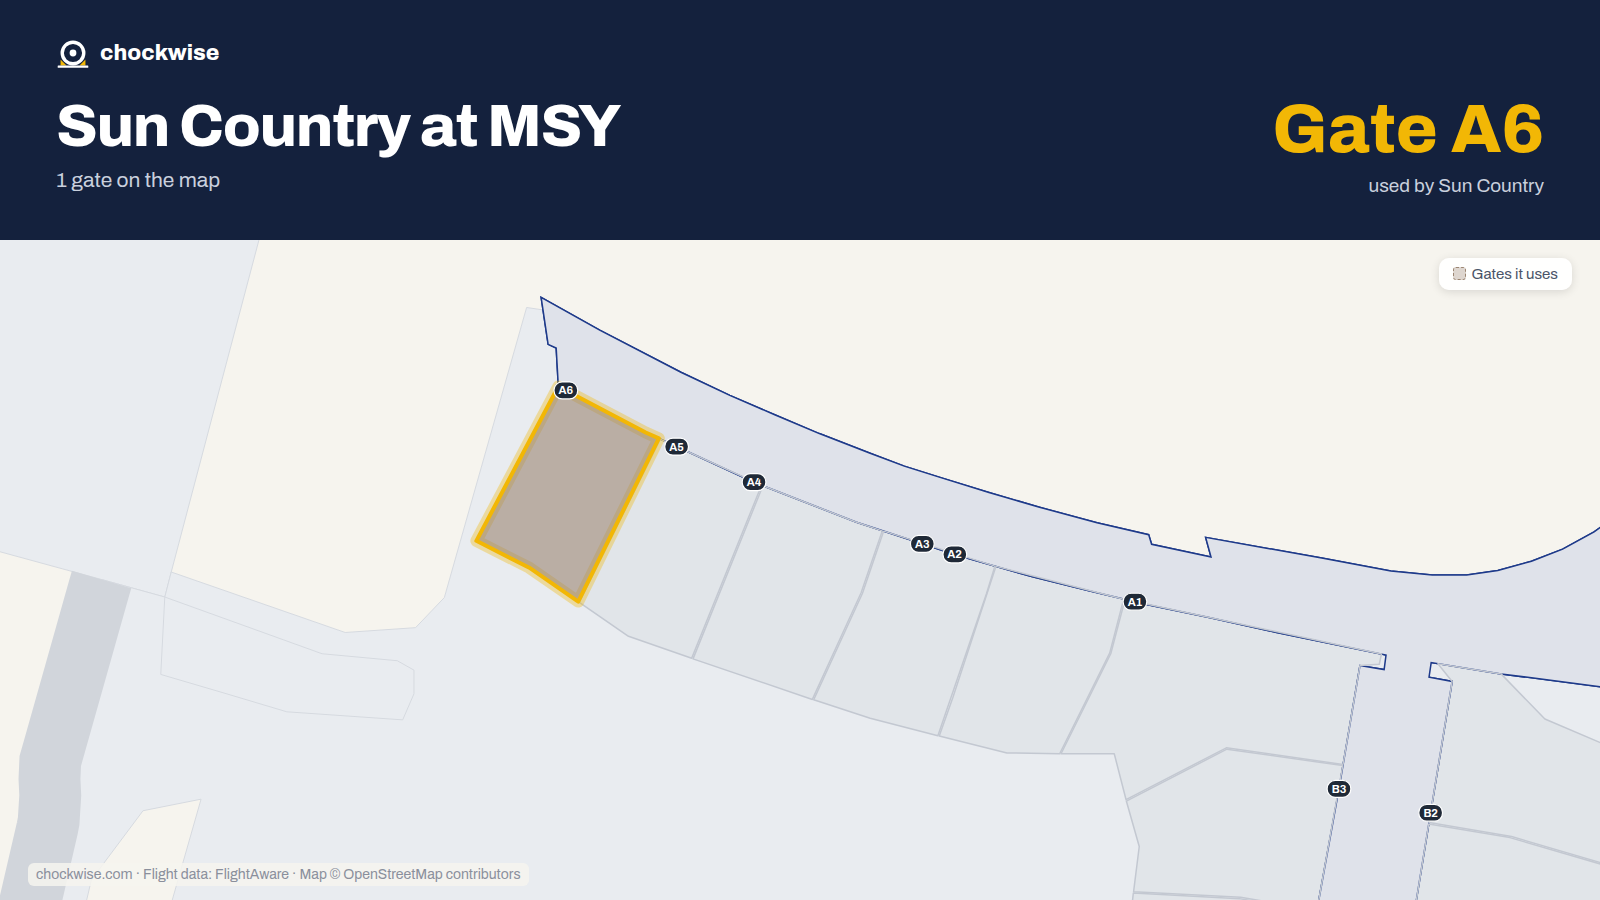 chockwise
Sun Country at MSY
1 gate on the map
Gate A6
used by Sun Country
Gates it uses
A6
A5
A4
A3
A2
A1
B3
B2
chockwise.com · Flight data: FlightAware · Map © OpenStreetMap contributors